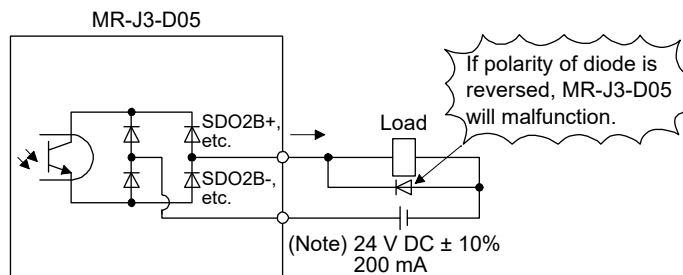 MR-J3-D05
If polarity of diode is
reversed, MR-J3-D05
will malfunction.
SDO2B+,
etc.
Load
SDO2B-,
etc.
(Note) 24 V DC ± 10%
200 mA